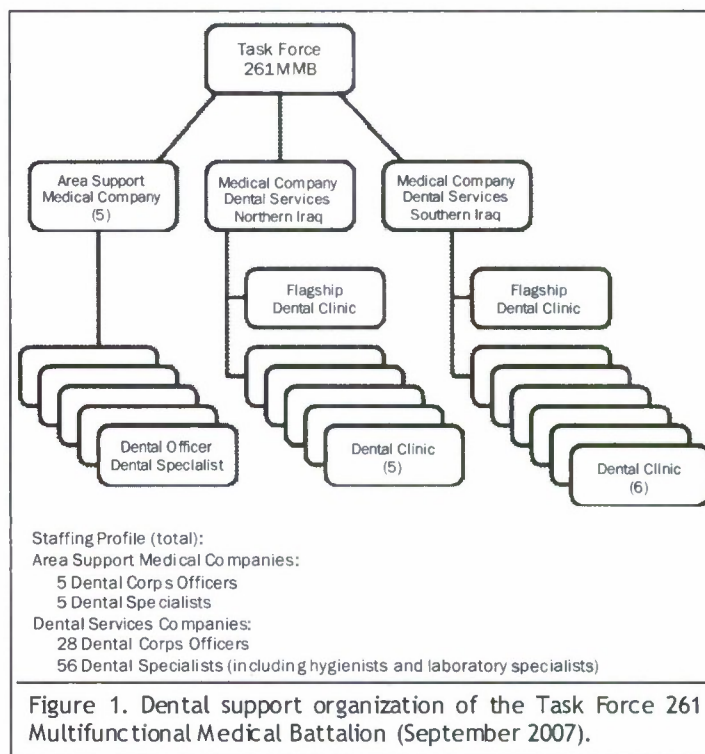 Task Force
261MMB
Area Support
Medical Company
(5)
Medical Company
Dental Services
Northern Iraq
Medical Company
Dental Services
Southern Iraq
Flagship
Dental Clinic
Flagship
Dental Clinic
Dental Officer
Dental Specialist
Dental Clinic
(5)
Dental Clinic
(6)
Staffing Profile (total):
Area Support Medical Companies:
5 Dental Corps Officers
5 Dental Specialists
Dental Services Companies:
28 Dental Corps Officers
56 Dental Specialists (including hygienists and laboratory specialists)
Figure 1. Dental support organization of the Task Force 261
Multifunctional Medical Battalion (September 2007).